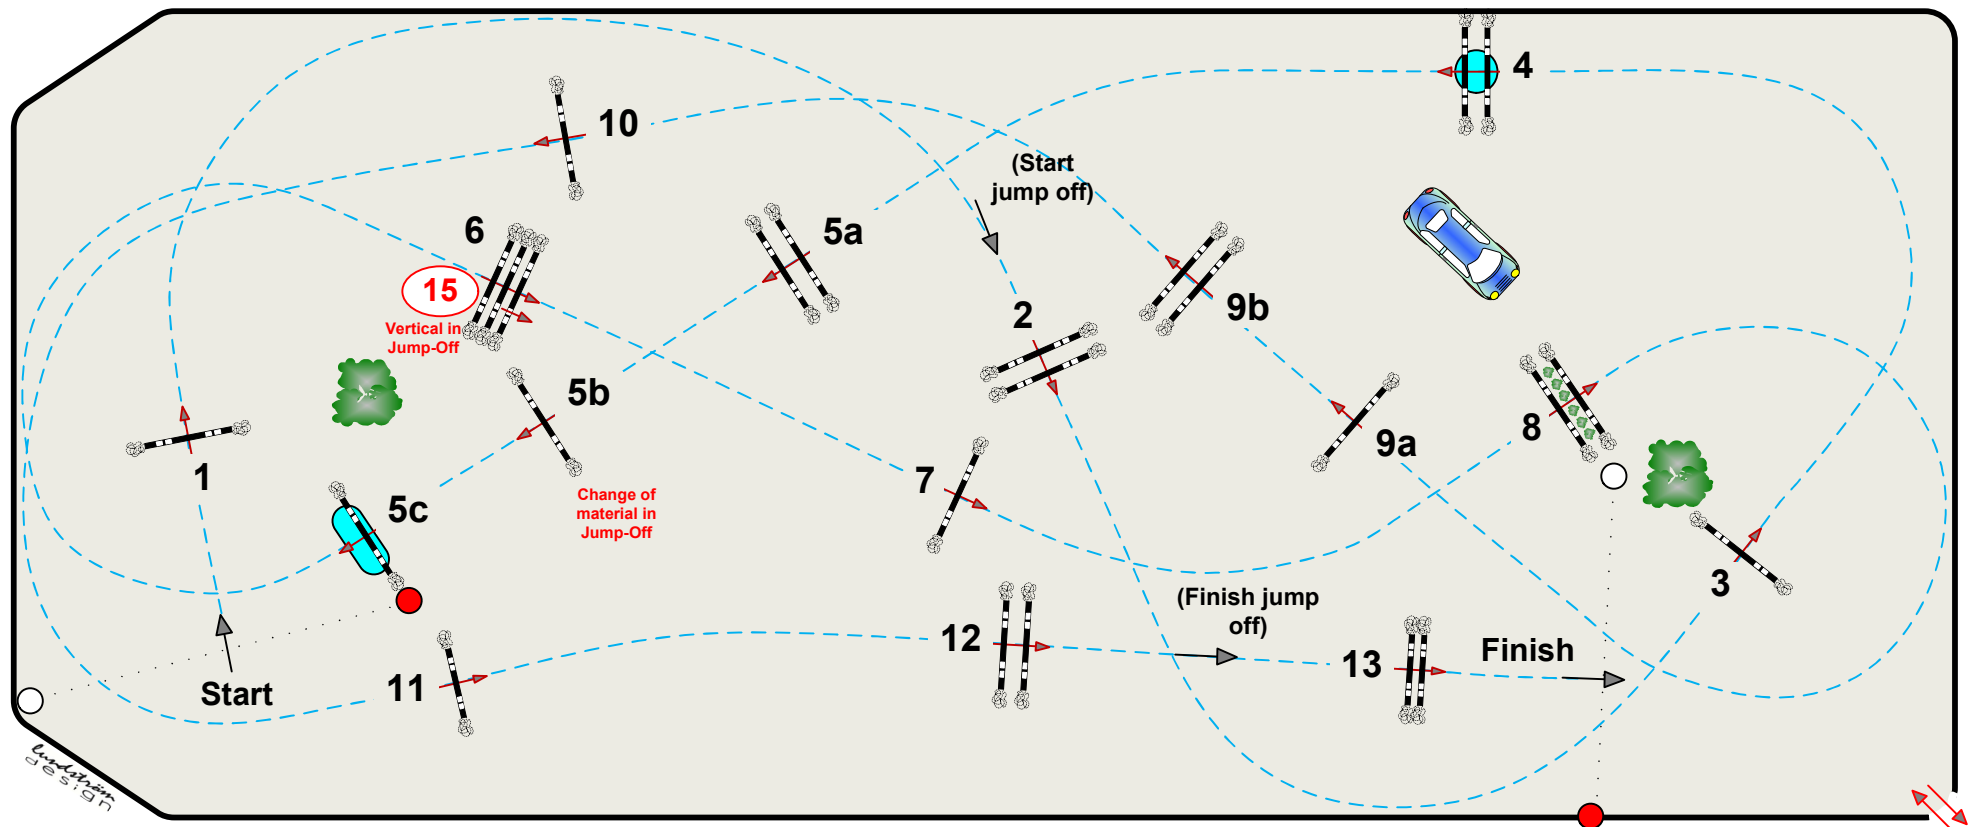 4
10
(Start
jump off)
6
5a
15
Vertical in
Jump-Off
2
9b
5b
8
9a
1
7
5c
Change of
material in
Jump-Off
3
(Finish jump
off)
12
13
Finish
11
Start
lundström
design